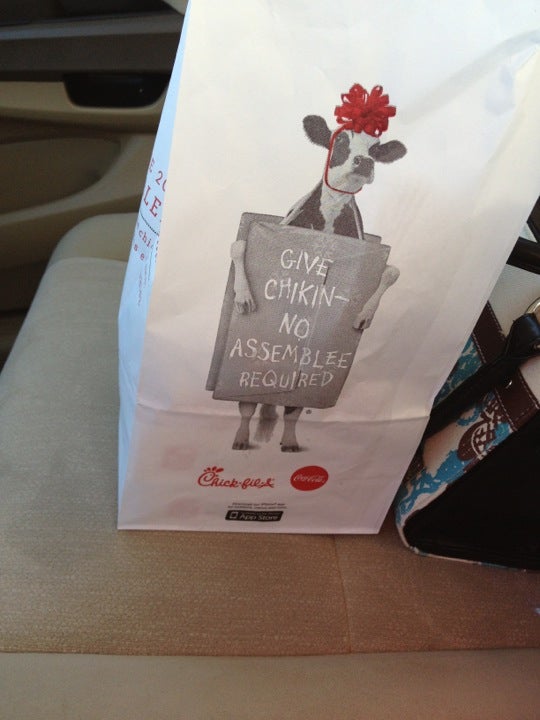 GIVE
CHIKIN-
NO
ASSEMBLEE
REQUIRED
Chick-fil-A
Coca-Cola
App Store